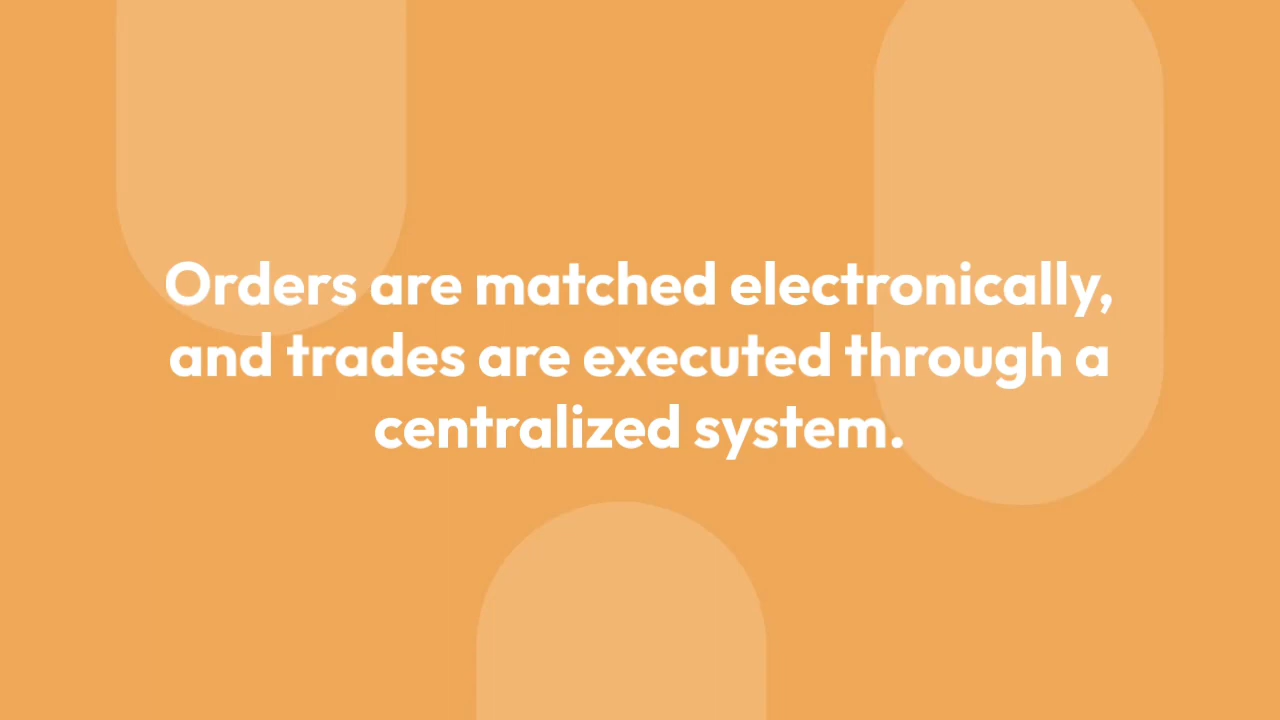 Orders are matched electronically,
and trades are executed through a
centralized system.